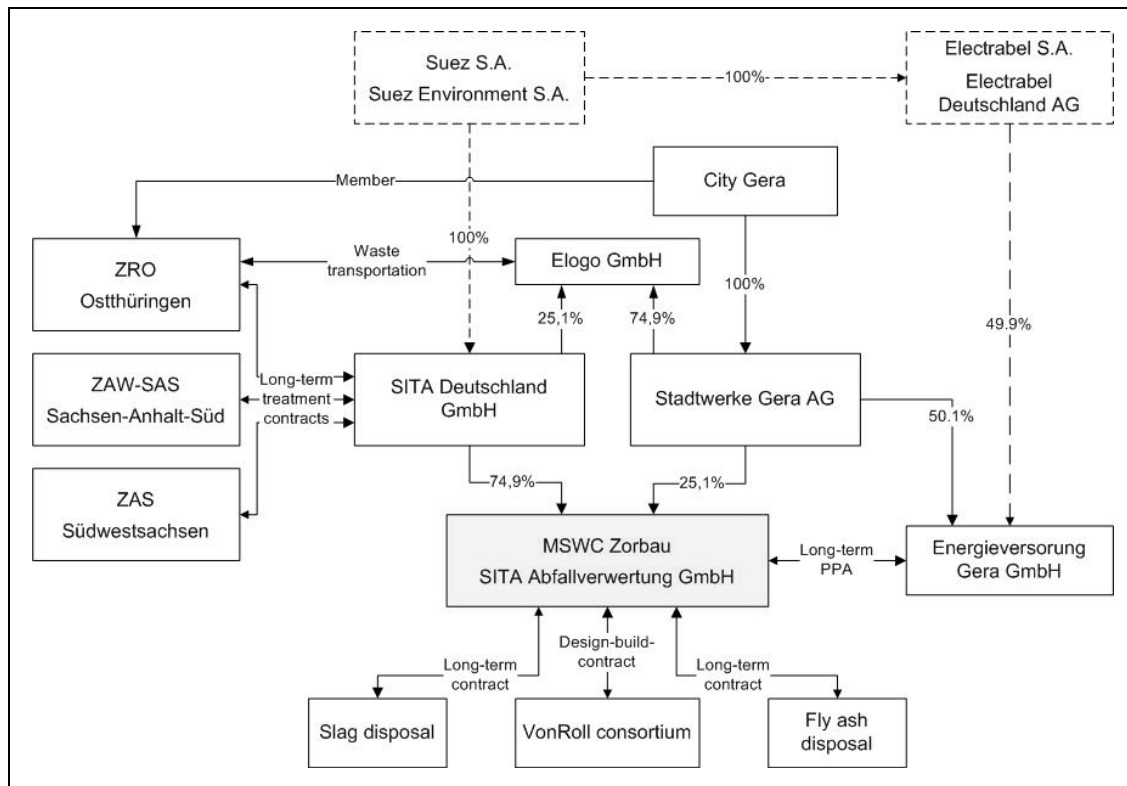 Suez S.A.
Suez Environment S.A.
100%
Electrabel S.A.
Electrabel
Deutschland AG
Member
City Gera
100%
ZRO
Ostthüringen
Waste
transportation
Elogo GmbH
100%
25,1%
74,9%
49.9%
ZAW-SAS
Sachsen-Anhalt-Süd
Long-term
treatment
contracts
SITA Deutschland
GmbH
Stadtwerke Gera AG
50.1%
ZAS
Südwestsachsen
74,9%
25,1%
MSWC Zorbau
SITA Abfallverwertung GmbH
Long-term
PPA
Energieversorung
Gera GmbH
Long-term
contract
Design-build-
contract
Long-term
contract
Slag disposal
VonRoll consortium
Fly ash
disposal